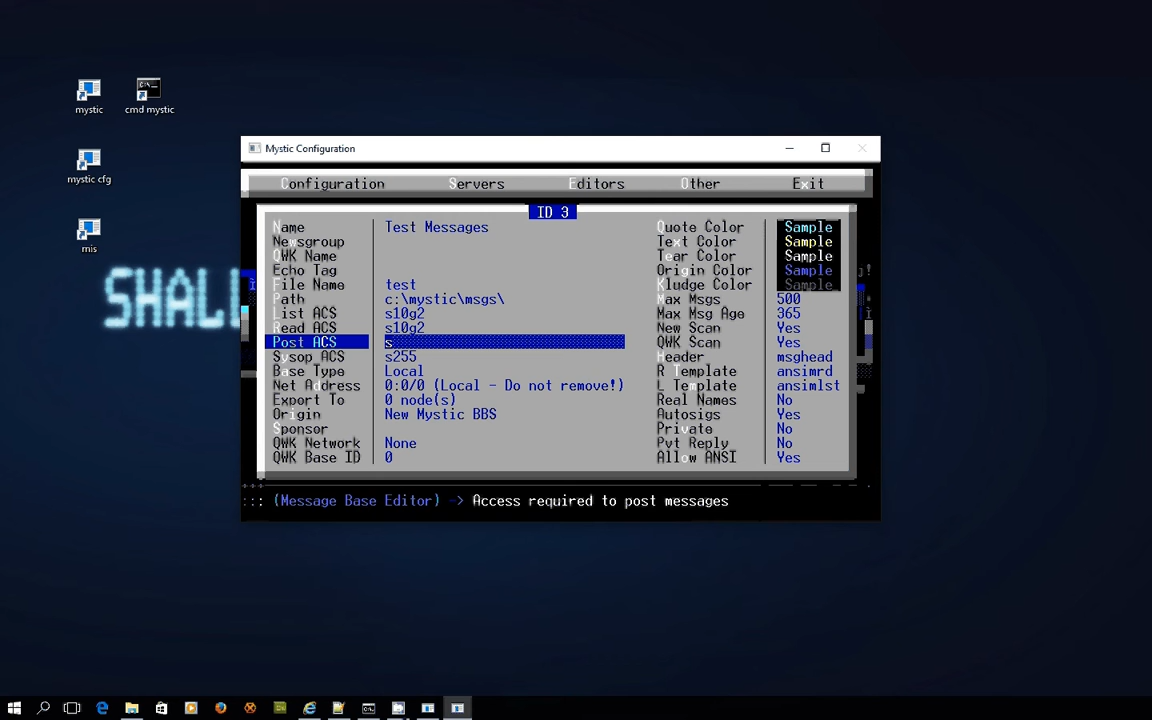 mystic
cmd mystic
mystic cfg
mis
SHALL
Mystic Configuration
Configuration Servers Editors Other Exit
ID 3
Name Test Messages Quote Color Sample
Newsgroup Text Color Sample
QWK Name Tear Color Sample
Echo Tag Origin Color Sample
File Name test Kludge Color Sample
Path c:\mystic\msgs\ Max Msgs 500
List ACS s10g2 Max Msg Age 365
Read ACS s10g2 New Scan Yes
Post ACS s QWK Scan Yes
Sysop ACS s255 Header msghead
Base Type Local R Template ansimrd
Net Address 0:0/0 (Local - Do not remove!) L Template ansimlst
Export To 0 node(s) Real Names No
Origin New Mystic BBS Autosigs Yes
Sponsor Private No
QWK Network None Pvt Reply No
QWK Base ID 0 Allow ANSI Yes
::: (Message Base Editor) -> Access required to post messages